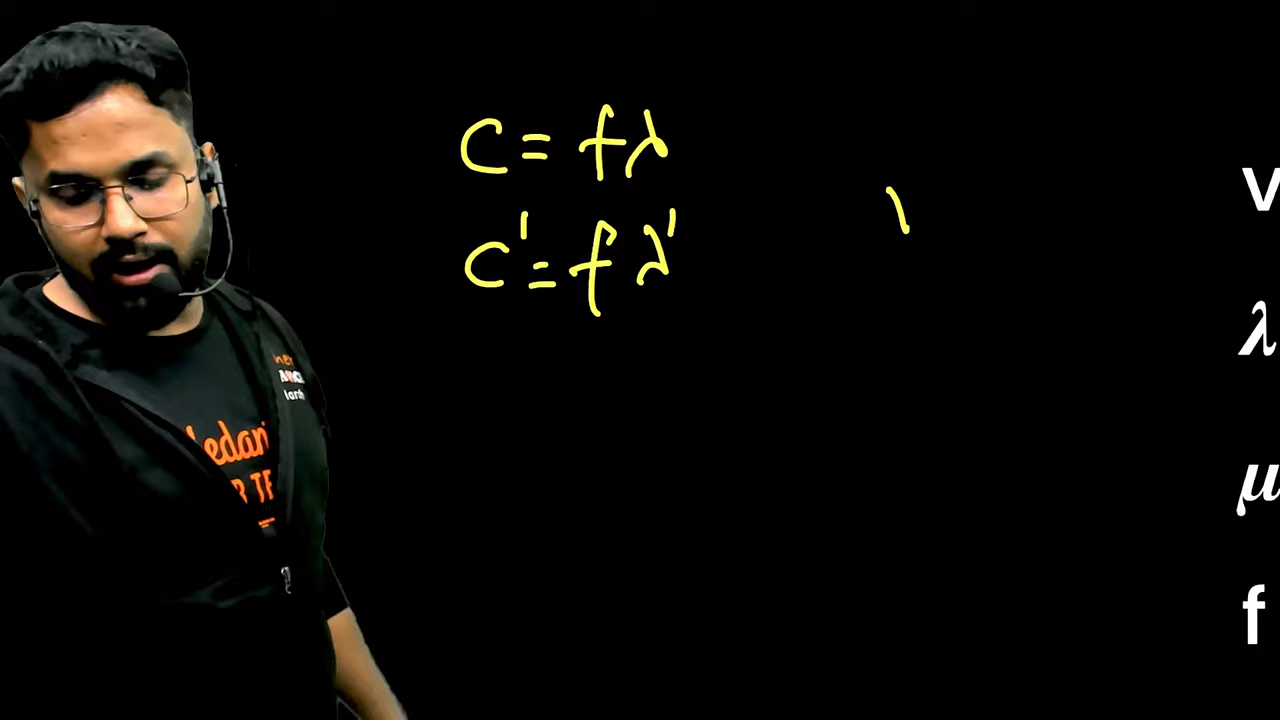 C = fλ
C' = fλ'
V
λ
μ
f